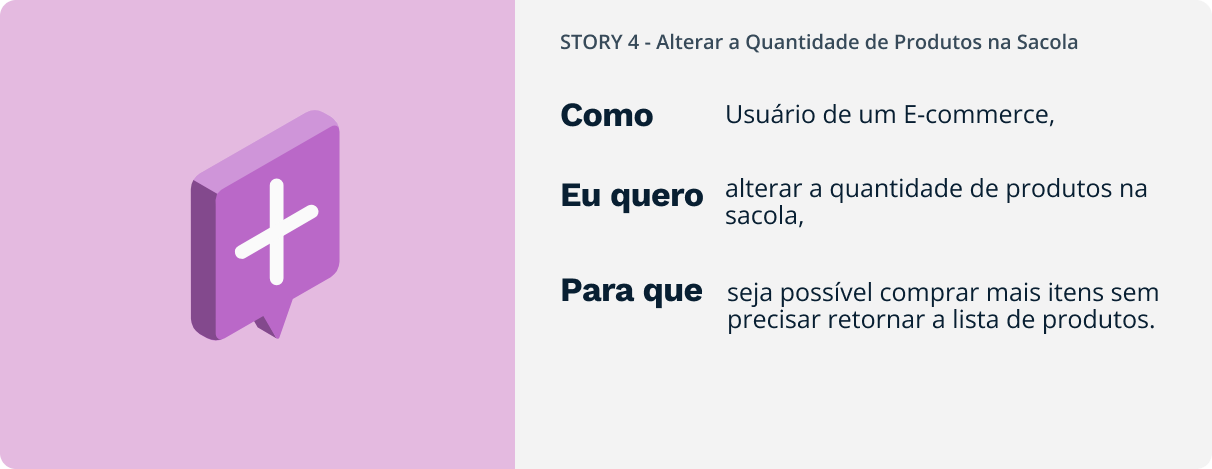 STORY 4 - Alterar a Quantidade de Produtos na Sacola
Como Usuário de um E-commerce,
Eu quero alterar a quantidade de produtos na
sacola,
Para que seja possível comprar mais itens sem
precisar retornar a lista de produtos.